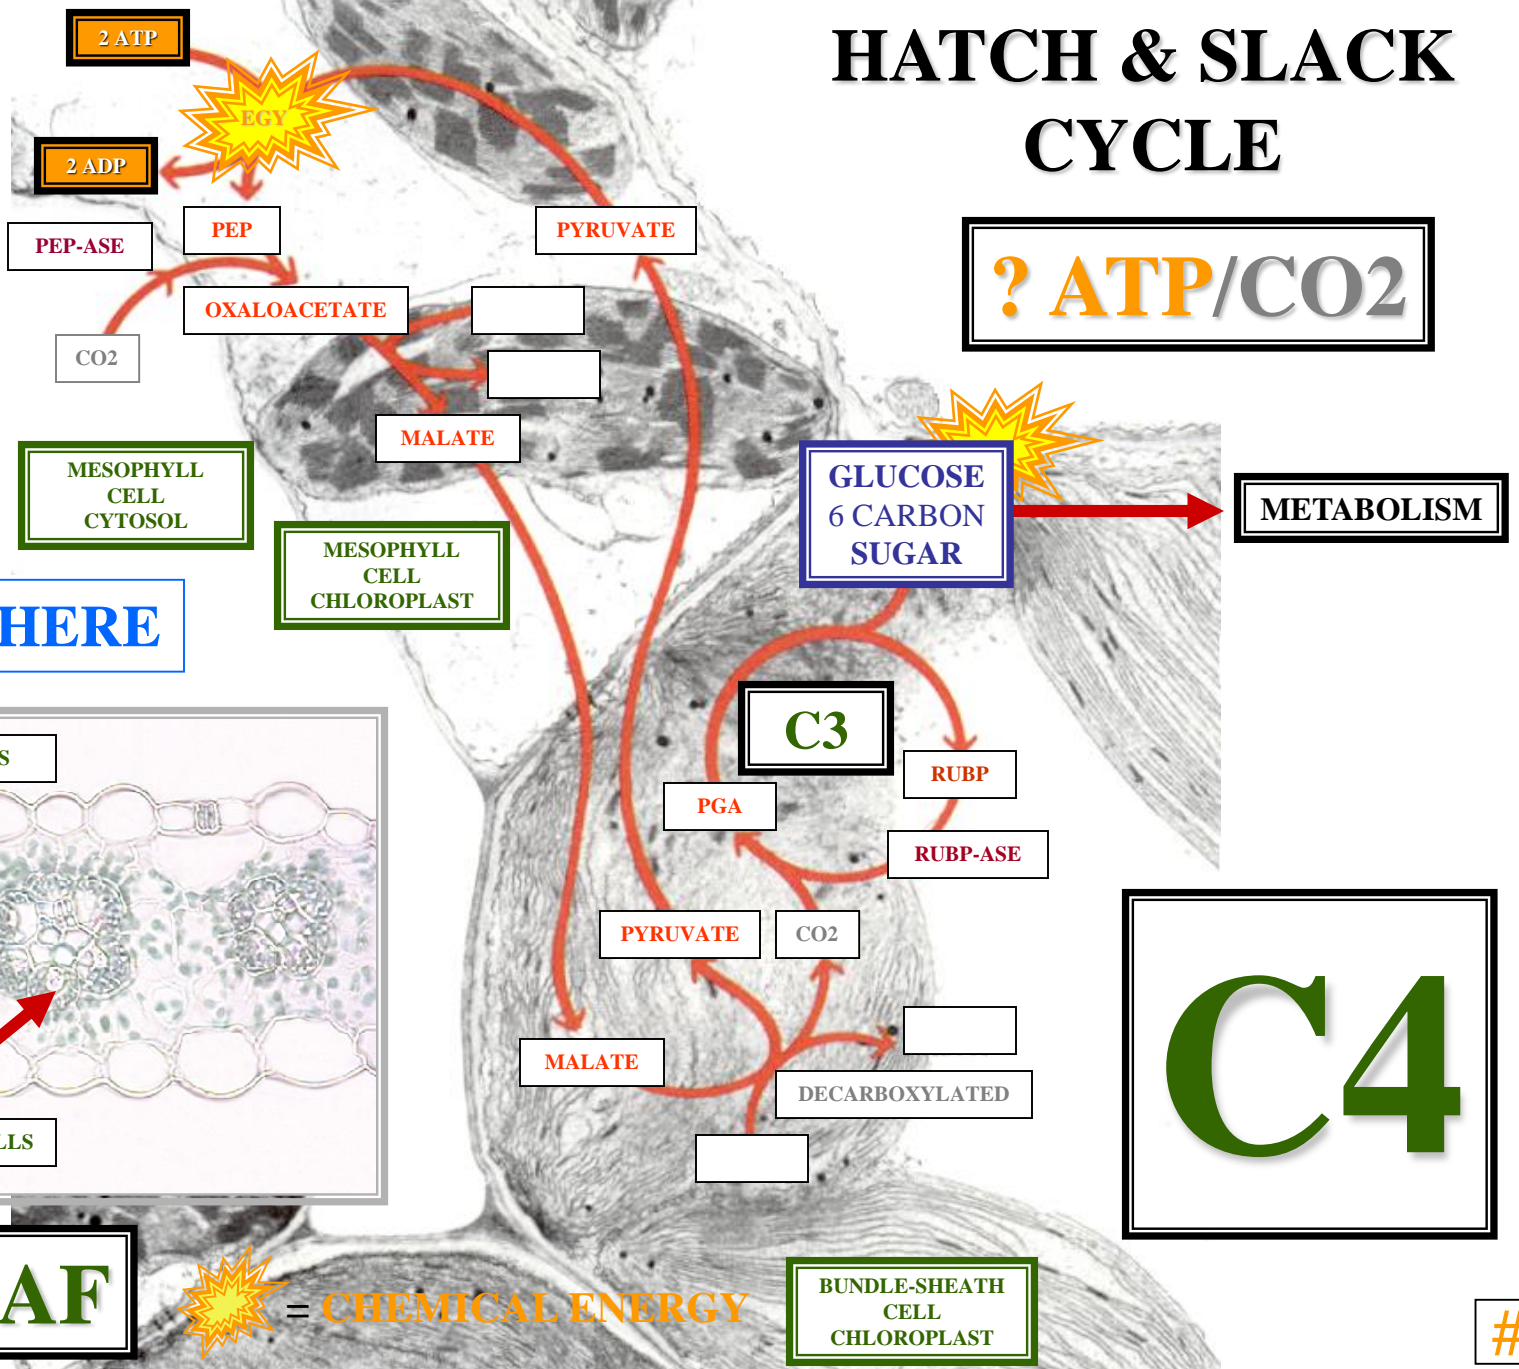 HATCH & SLACK
CYCLE
2 ATP
EGY
2 ADP
PEP-ASE
PEP
PYRUVATE
? ATP/CO2
OXALOACETATE
CO2
MALATE
MESOPHYLL
CELL
CYTOSOL
GLUCOSE
6 CARBON
SUGAR
METABOLISM
MESOPHYLL
CELL
CHLOROPLAST
HERE
C3
S
RUBP
PGA
RUBP-ASE
PYRUVATE
CO2
MALATE
DECARBOXYLATED
C4
LLS
AF
= CHEMICAL ENERGY
BUNDLE-SHEATH
CELL
CHLOROPLAST
#